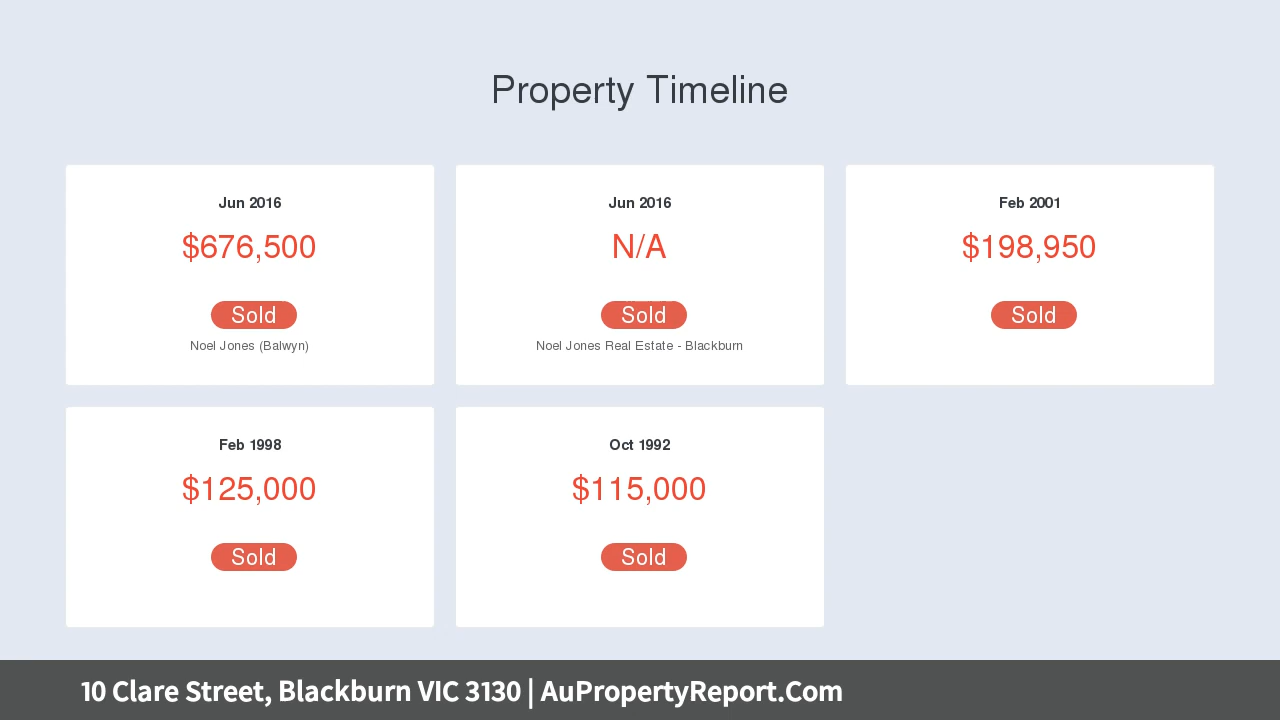 Property Timeline
Jun 2016
$676,500
Sold
Noel Jones (Balwyn)
Jun 2016
N/A
Sold
Noel Jones Real Estate - Blackburn
Feb 2001
$198,950
Sold
Feb 1998
$125,000
Sold
Oct 1992
$115,000
Sold
10 Clare Street, Blackburn VIC 3130 | AuPropertyReport.Com